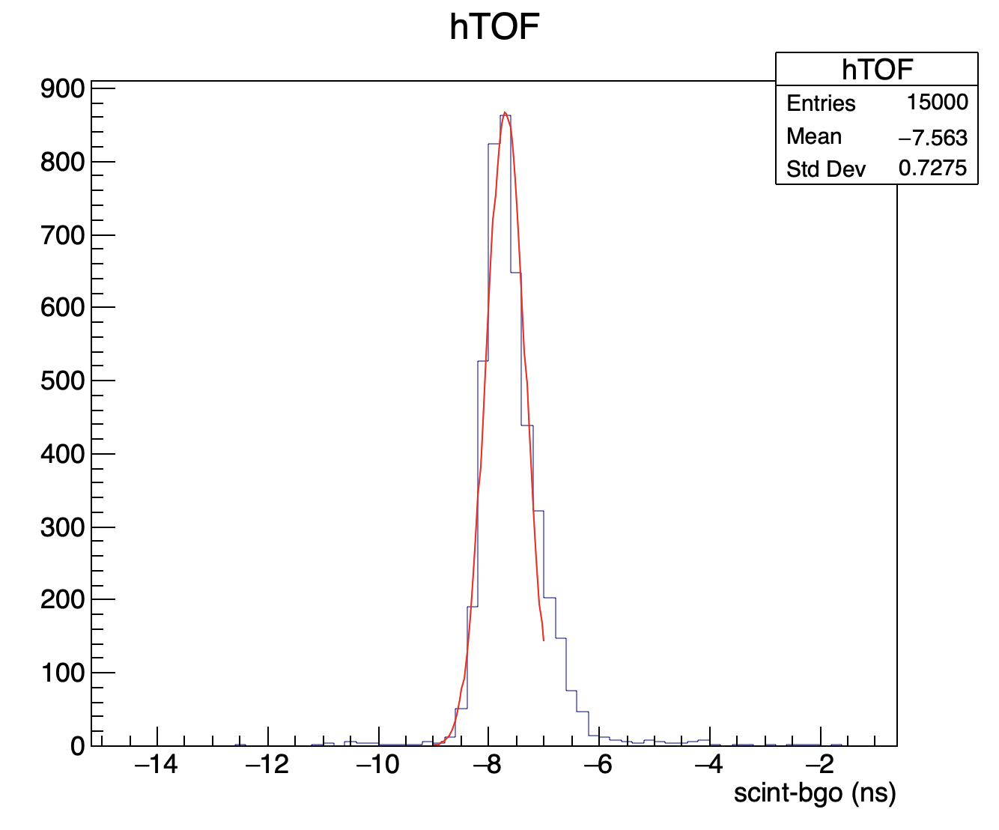 hTOF
hTOF
Entries 15000
Mean −7.563
Std Dev 0.7275
900
800
700
600
500
400
300
200
100
0
−14 −12 −10 −8 −6 −4 −2
scint-bgo (ns)